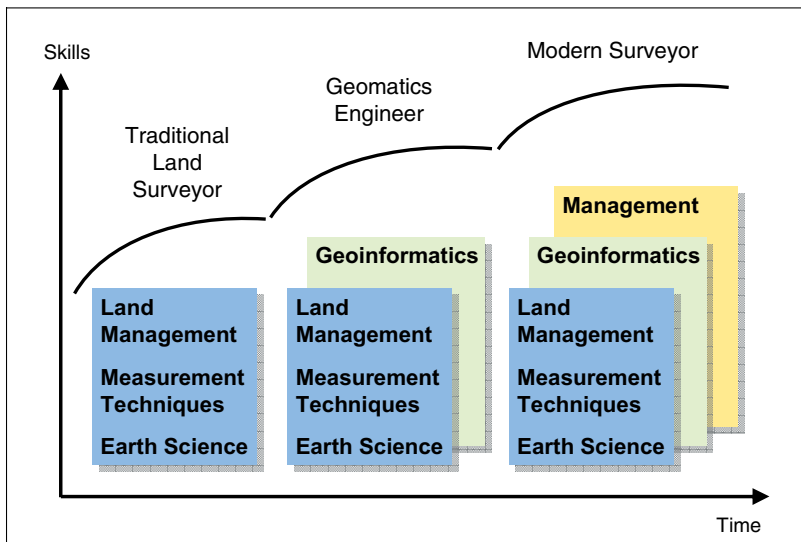 Skills
Modern Surveyor
Geomatics
Engineer
Traditional
Land
Surveyor
Management
Geoinformatics
Geoinformatics
Land
Management
Measurement
Techniques
Earth Science
Land
Management
Measurement
Techniques
Earth Science
Land
Management
Measurement
Techniques
Earth Science
Time